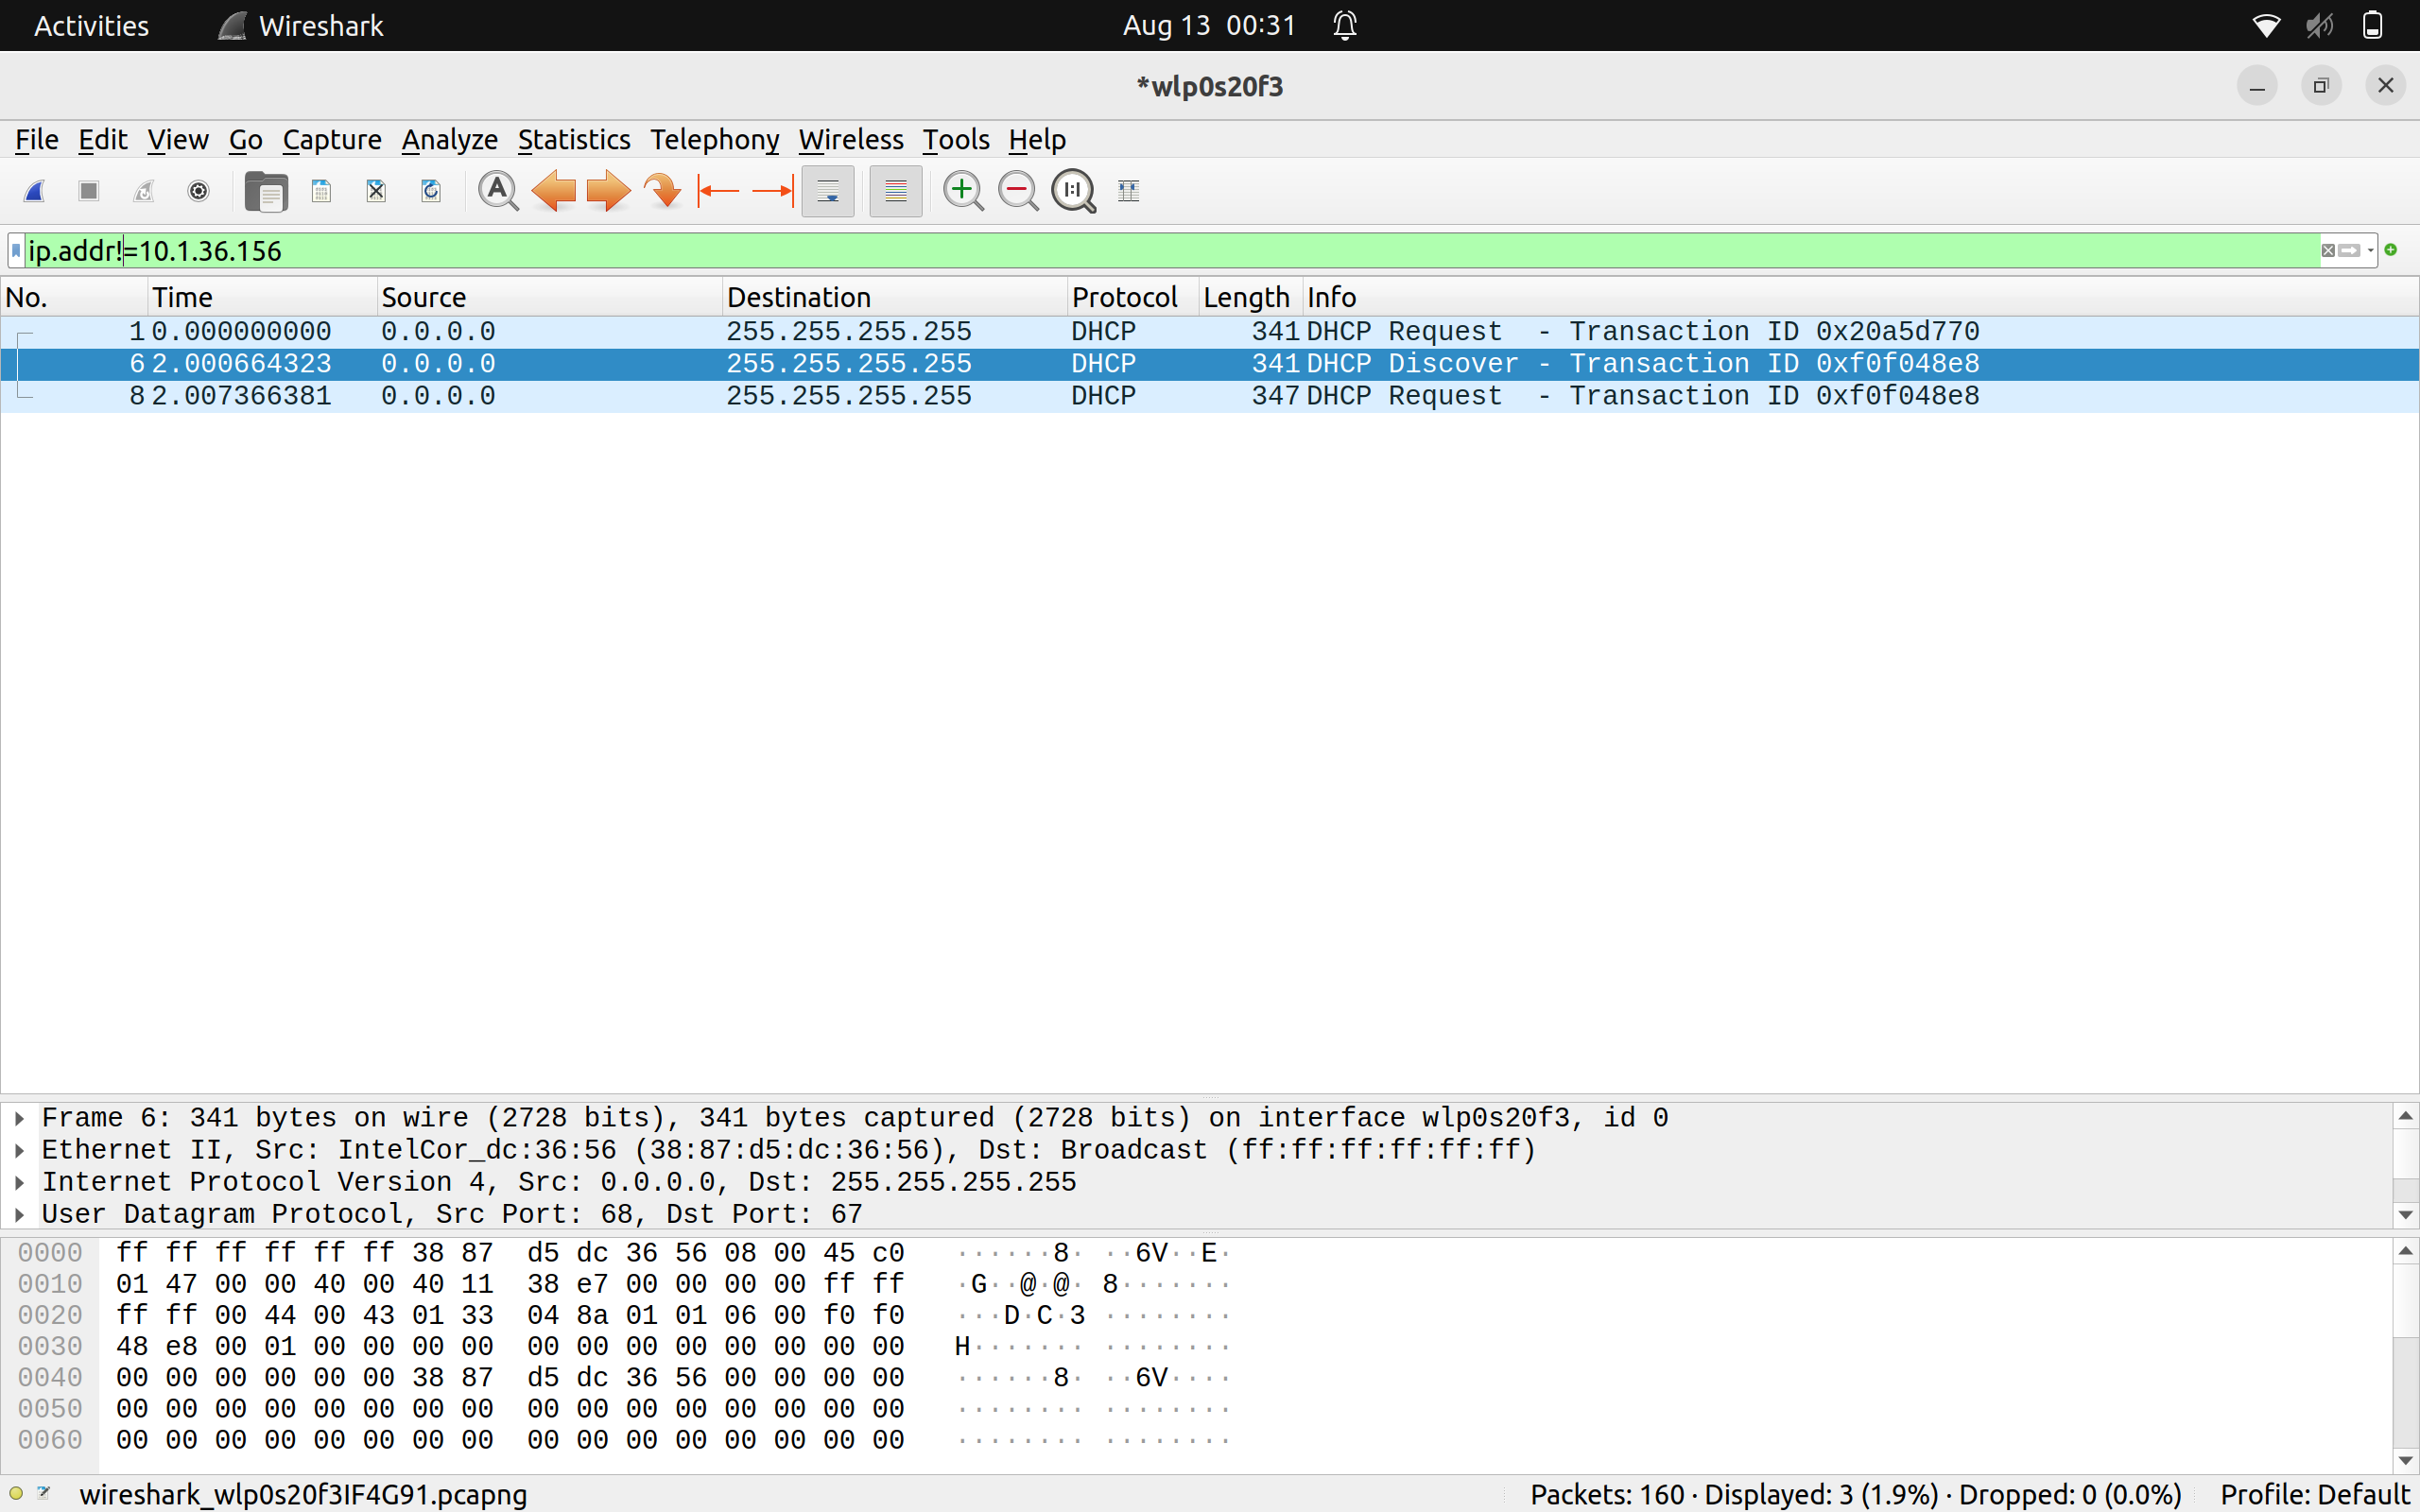 Activities Wireshark Aug 13 00:31
*wlp0s20f3
File Edit View Go Capture Analyze Statistics Telephony Wireless Tools Help
ip.addr!=10.1.36.156
No. Time Source Destination Protocol Length Info
1 0.000000000 0.0.0.0 255.255.255.255 DHCP 341 DHCP Request - Transaction ID 0x20a5d770
6 2.000664323 0.0.0.0 255.255.255.255 DHCP 341 DHCP Discover - Transaction ID 0xf0f048e8
8 2.007366381 0.0.0.0 255.255.255.255 DHCP 347 DHCP Request - Transaction ID 0xf0f048e8
Frame 6: 341 bytes on wire (2728 bits), 341 bytes captured (2728 bits) on interface wlp0s20f3, id 0
Ethernet II, Src: IntelCor_dc:36:56 (38:87:d5:dc:36:56), Dst: Broadcast (ff:ff:ff:ff:ff:ff)
Internet Protocol Version 4, Src: 0.0.0.0, Dst: 255.255.255.255
User Datagram Protocol, Src Port: 68, Dst Port: 67
0000 ff ff ff ff ff ff 38 87 d5 dc 36 56 08 00 45 c0 ······8· ··6V··E·
0010 01 47 00 00 40 00 40 11 38 e7 00 00 00 00 ff ff ·G··@·@· 8·······
0020 ff ff 00 44 00 43 01 33 04 8a 01 01 06 00 f0 f0 ···D·C·3 ········
0030 48 e8 00 01 00 00 00 00 00 00 00 00 00 00 00 00 H······· ········
0040 00 00 00 00 00 00 38 87 d5 dc 36 56 00 00 00 00 ······8· ··6V····
0050 00 00 00 00 00 00 00 00 00 00 00 00 00 00 00 00 ········ ········
0060 00 00 00 00 00 00 00 00 00 00 00 00 00 00 00 00 ········ ········
wireshark_wlp0s20f3IF4G91.pcapng Packets: 160 · Displayed: 3 (1.9%) · Dropped: 0 (0.0%) Profile: Default